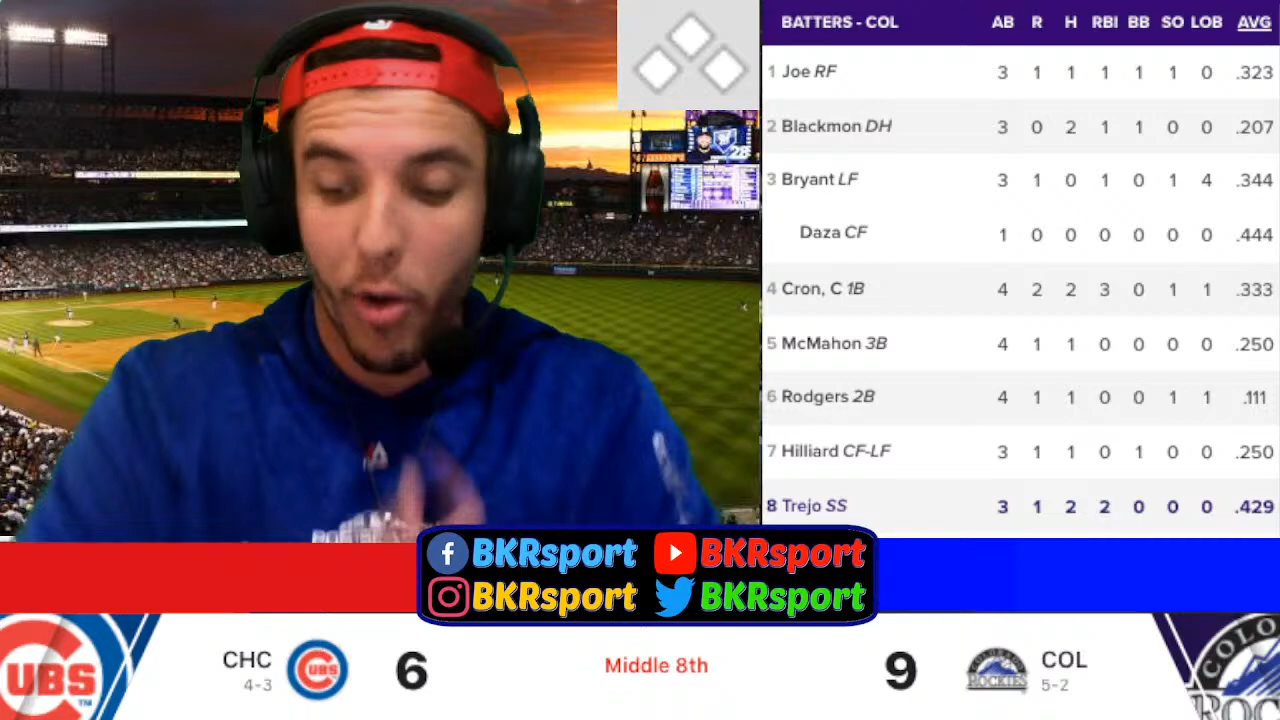 BATTERS - COL AB R H RBI BB SO LOB AVG
1 Joe RF 3 1 1 1 1 1 0 .323
2 Blackmon DH 3 0 2 1 1 0 0 .207
3 Bryant LF 3 1 0 1 0 1 4 .344
Daza CF 1 0 0 0 0 0 0 .444
4 Cron, C 1B 4 2 2 3 0 1 1 .333
5 McMahon 3B 4 1 1 0 0 0 0 .250
6 Rodgers 2B 4 1 1 0 0 1 1 .111
7 Hilliard CF-LF 3 1 1 0 1 0 0 .250
8 Trejo SS 3 1 2 2 0 0 0 .429
BKRsport BKRsport
BKRsport BKRsport
UBS
TM
CHC
4-3
UBS
6
Middle 8th
9
COLORADO
ROCKIES
COL
5-2
COLO
ROC